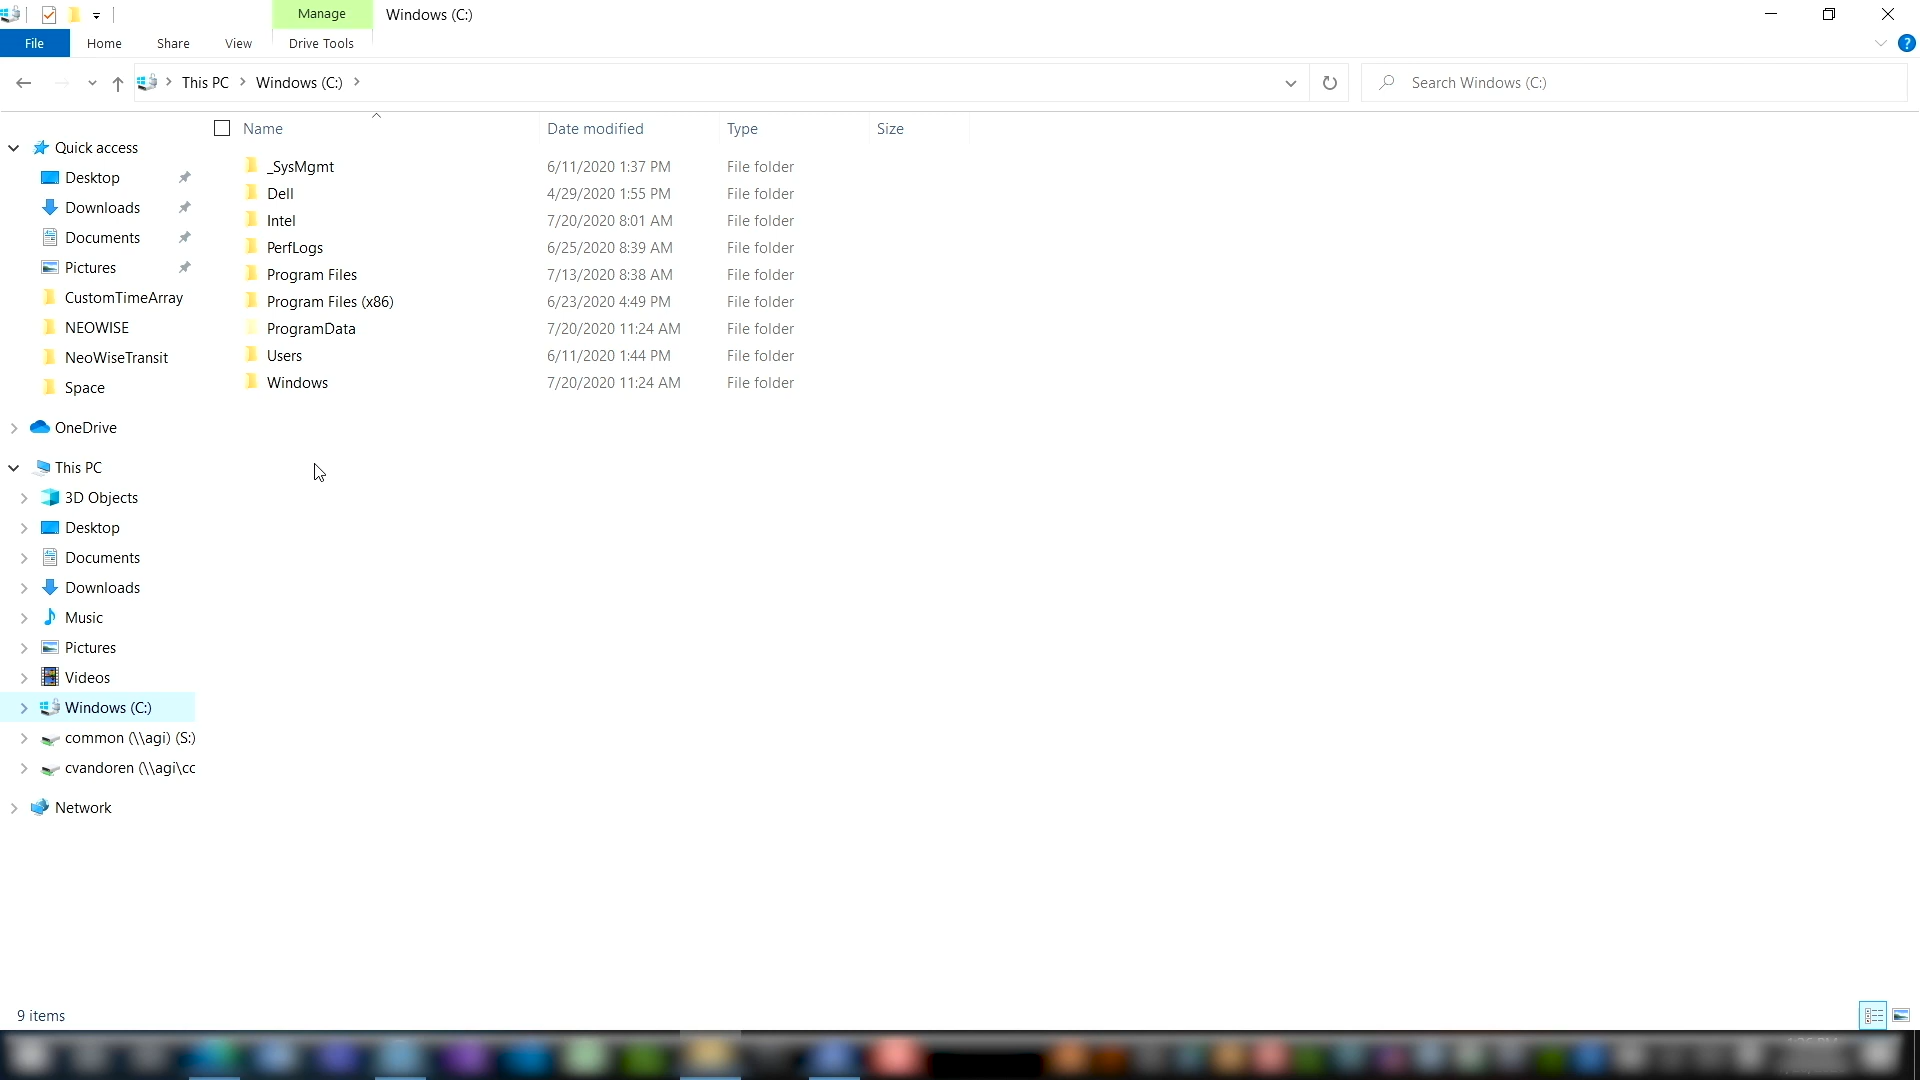 Manage
Windows (C:)
File
Home
Share
View
Drive Tools
This PC
Windows (C:)
Search Windows (C:)
Name
Date modified
Type
Size
Quick access
Desktop
Downloads
Documents
Pictures
CustomTimeArray
NEOWISE
NeoWiseTransit
Space
OneDrive
This PC
3D Objects
Desktop
Documents
Downloads
Music
Pictures
Videos
Windows (C:)
common (\\agi) (S:)
cvandoren (\\agi\cc
Network
_SysMgmt 6/11/2020 1:37 PM File folder
Dell 4/29/2020 1:55 PM File folder
Intel 7/20/2020 8:01 AM File folder
PerfLogs 6/25/2020 8:39 AM File folder
Program Files 7/13/2020 8:38 AM File folder
Program Files (x86) 6/23/2020 4:49 PM File folder
ProgramData 7/20/2020 11:24 AM File folder
Users 6/11/2020 1:44 PM File folder
Windows 7/20/2020 11:24 AM File folder
9 items